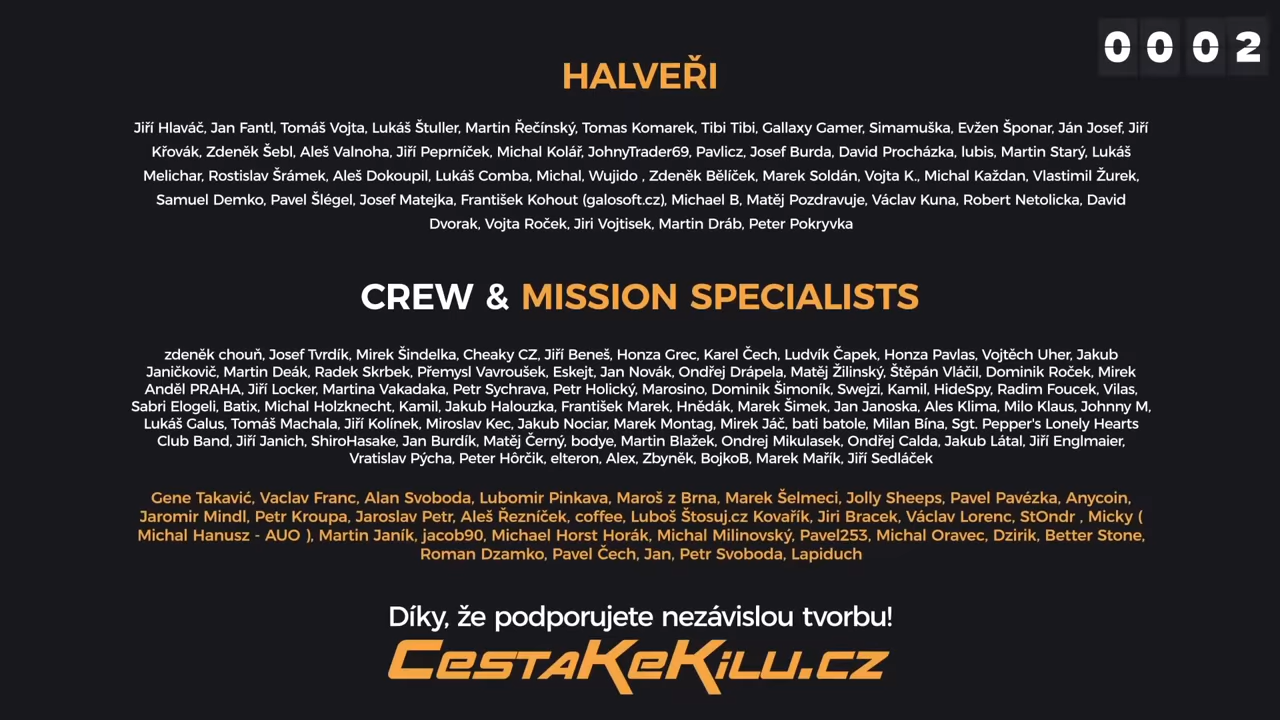 0002
HALVEŘI
Jiří Hlaváč, Jan Fantl, Tomáš Vojta, Lukáš Štuller, Martin Řečínský, Tomas Komarek, Tibi Tibi, Gallaxy Gamer, Simamuška, Evžen Šponar, Ján Josef, Jiří
Křovák, Zdeněk Šebl, Aleš Valnoha, Jiří Peprníček, Michal Kolář, JohnyTrader69, Pavlicz, Josef Burda, David Procházka, lubis, Martin Starý, Lukáš
Melichar, Rostislav Šrámek, Aleš Dokoupil, Lukáš Comba, Michal, Wujido , Zdeněk Bělíček, Marek Soldán, Vojta K., Michal Každan, Vlastimil Žurek,
Samuel Demko, Pavel Šlégel, Josef Matejka, František Kohout (galosoft.cz), Michael B, Matěj Pozdravuje, Václav Kuna, Robert Netolicka, David
Dvorak, Vojta Roček, Jiri Vojtisek, Martin Dráb, Peter Pokryvka
CREW & MISSION SPECIALISTS
zdeněk chouň, Josef Tvrdík, Mirek Šindelka, Cheaky CZ, Jiří Beneš, Honza Grec, Karel Čech, Ludvík Čapek, Honza Pavlas, Vojtěch Uher, Jakub
Janičkovič, Martin Deák, Radek Skrbek, Přemysl Vavroušek, Eskejt, Jan Novák, Ondřej Drápela, Matěj Žilinský, Štěpán Vláčil, Dominik Roček, Mirek
Anděl PRAHA, Jiří Locker, Martina Vakadaka, Petr Sychrava, Petr Holický, Marosino, Dominik Šimoník, Swejzi, Kamil, HideSpy, Radim Foucek, Vilas,
Sabri Elogeli, Batix, Michal Holzknecht, Kamil, Jakub Halouzka, František Marek, Hnědák, Marek Šimek, Jan Janoska, Ales Klima, Milo Klaus, Johnny M,
Lukáš Galus, Tomáš Machala, Jiří Kolínek, Miroslav Kec, Jakub Nociar, Marek Montag, Mirek Jáč, bati batole, Milan Bína, Sgt. Pepper's Lonely Hearts
Club Band, Jiří Janich, ShiroHasake, Jan Burdík, Matěj Černý, bodye, Martin Blažek, Ondrej Mikulasek, Ondřej Calda, Jakub Látal, Jiří Englmaier,
Vratislav Pýcha, Peter Hôrčik, elteron, Alex, Zbyněk, BojkoB, Marek Mařík, Jiří Sedláček
Gene Takavić, Vaclav Franc, Alan Svoboda, Lubomir Pinkava, Maroš z Brna, Marek Šelmeci, Jolly Sheeps, Pavel Pavézka, Anycoin,
Jaromir Mindl, Petr Kroupa, Jaroslav Petr, Aleš Řezníček, coffee, Luboš Štosuj.cz Kovařík, Jiri Bracek, Václav Lorenc, StOndr , Micky (
Michal Hanusz - AUO ), Martin Janík, jacob90, Michael Horst Horák, Michal Milinovský, Pavel253, Michal Oravec, Dzirik, Better Stone,
Roman Dzamko, Pavel Čech, Jan, Petr Svoboda, Lapiduch
Díky, že podporujete nezávislou tvorbu!
CestaKeKilu.cz